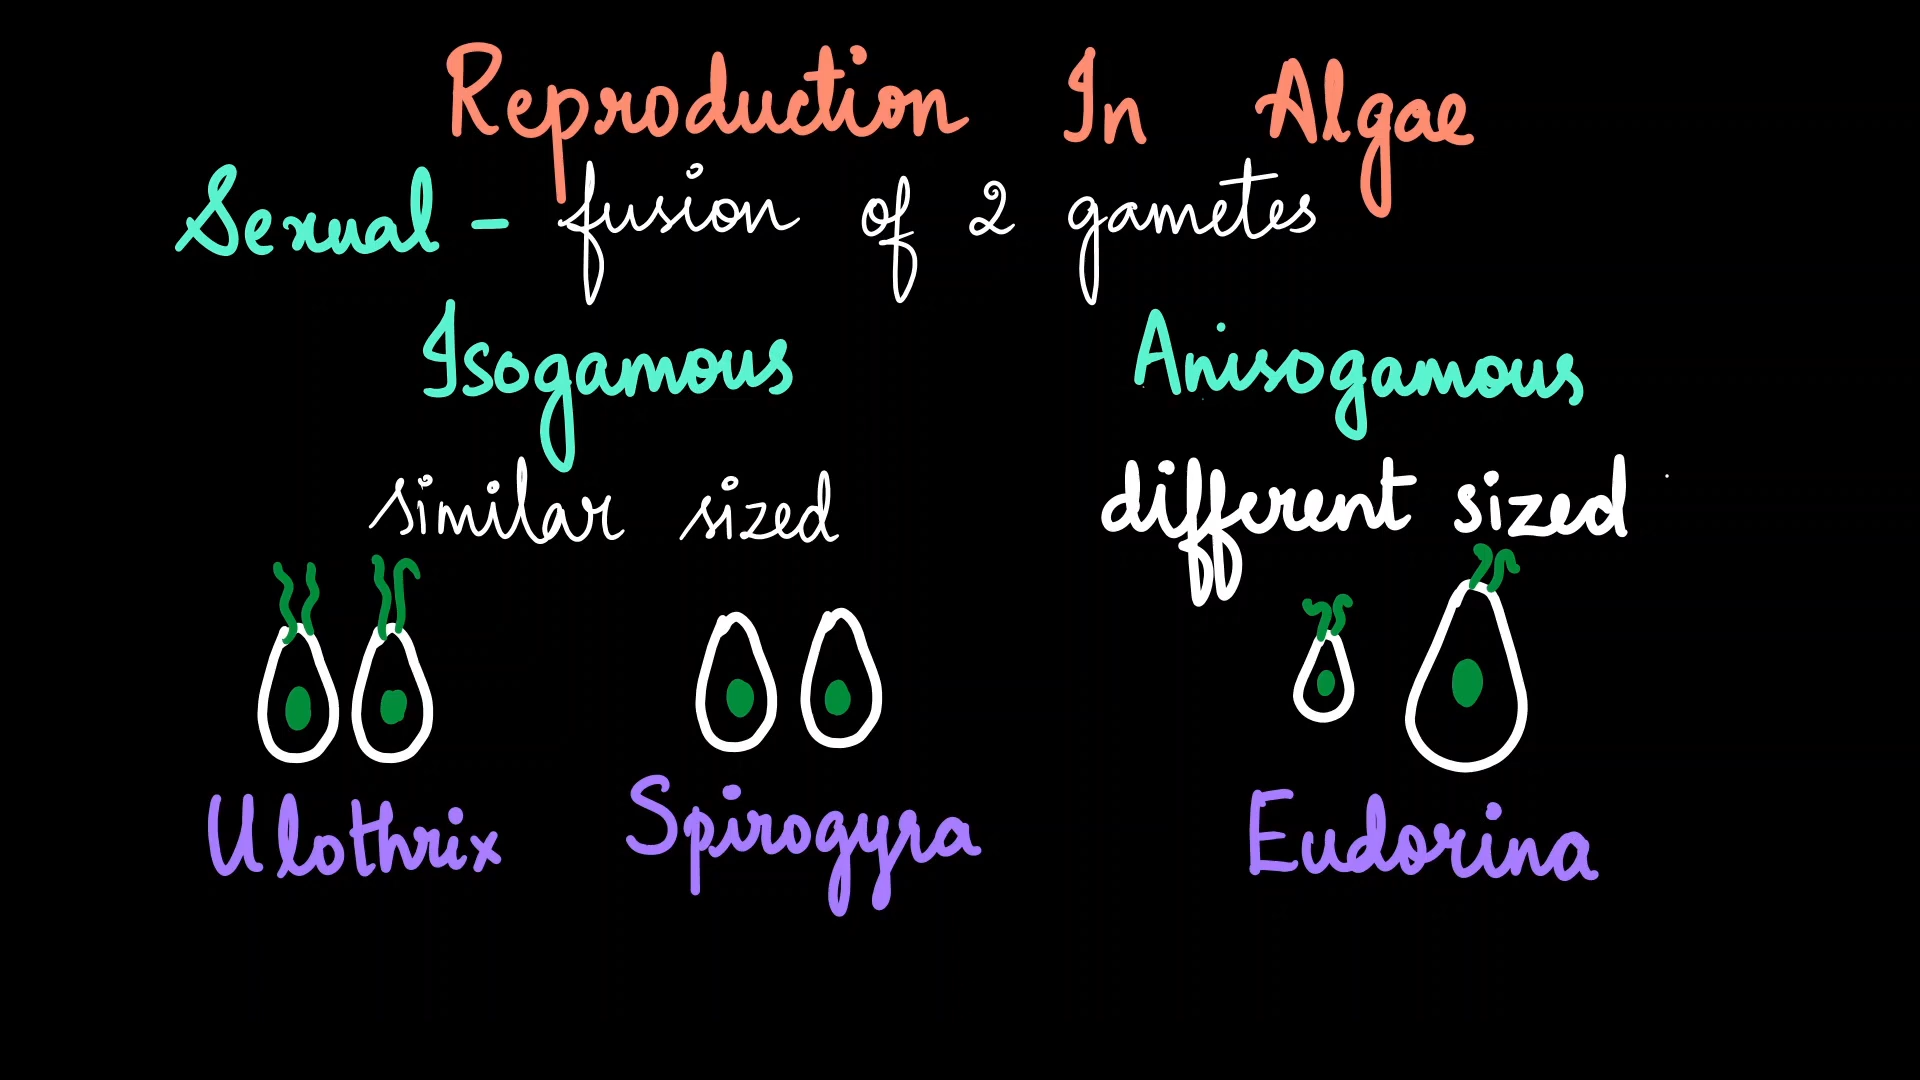 Reproduction In Algae
Sexual - fusion of 2 gametes
Isogamous Anisogamous
similar sized different sized
Ulothrix Spirogyra Eudorina